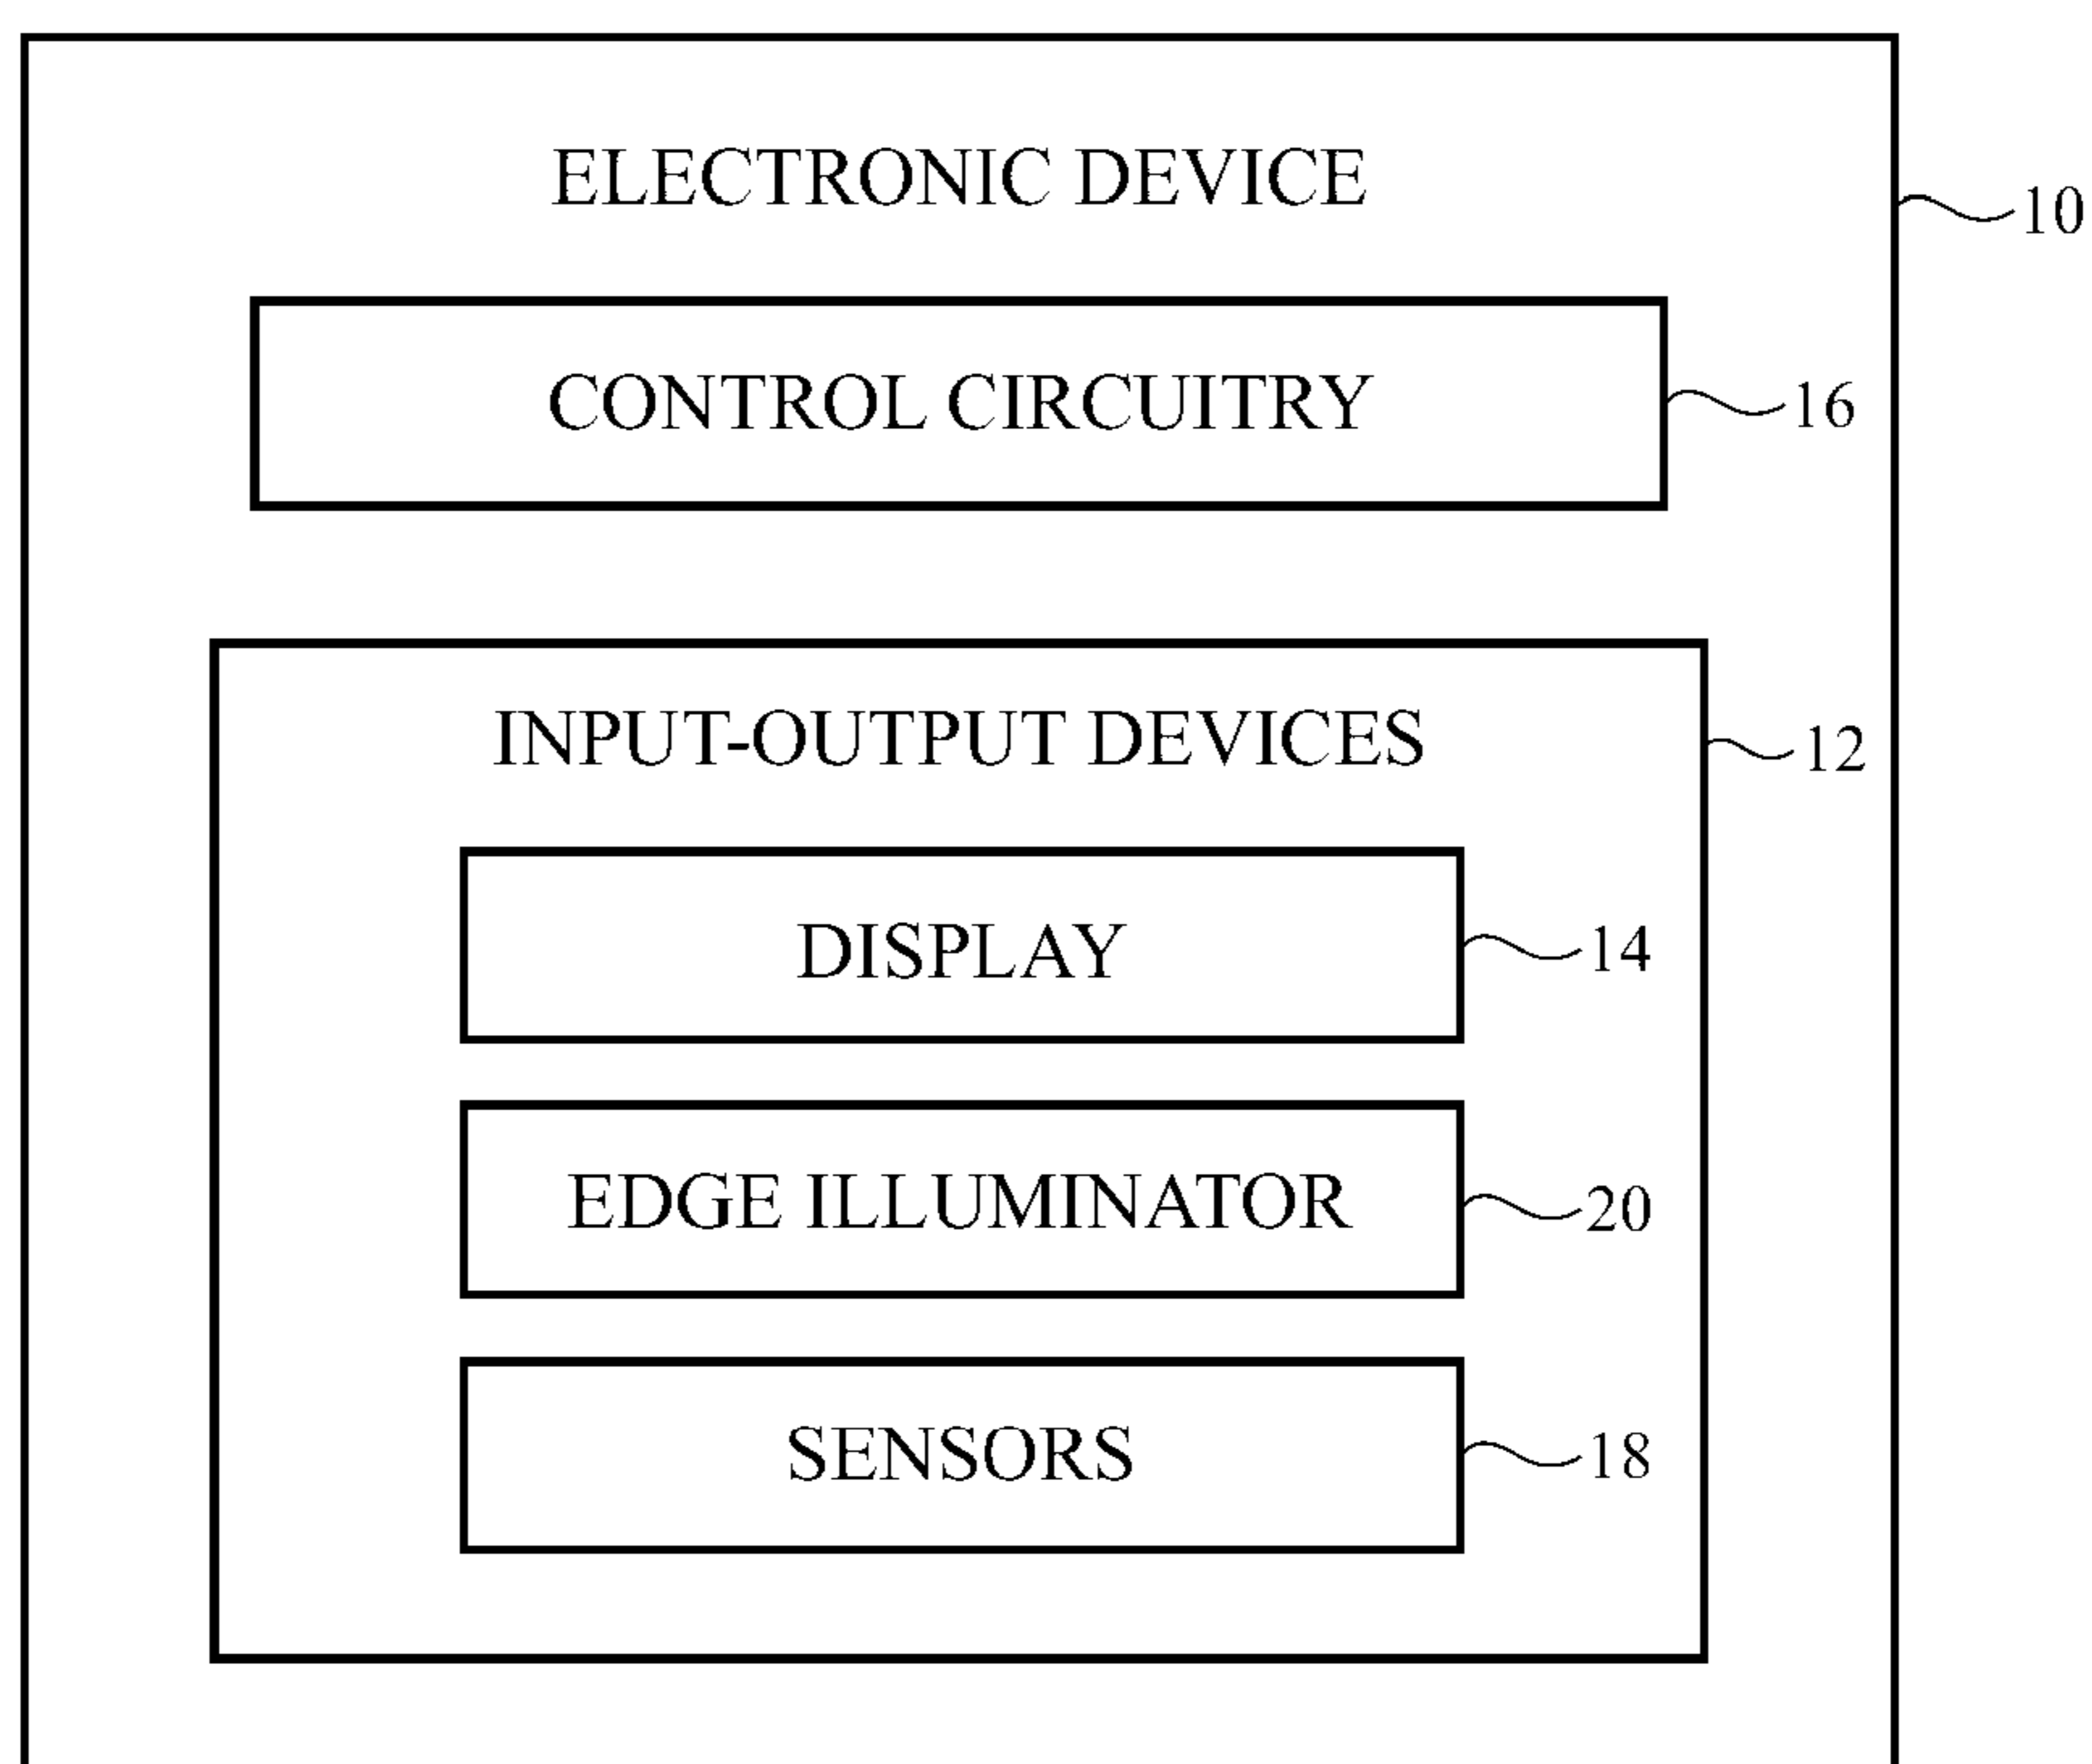 ELECTRONIC DEVICE
10
CONTROL CIRCUITRY
16
INPUT-OUTPUT DEVICES
12
DISPLAY
14
EDGE ILLUMINATOR
20
SENSORS
18